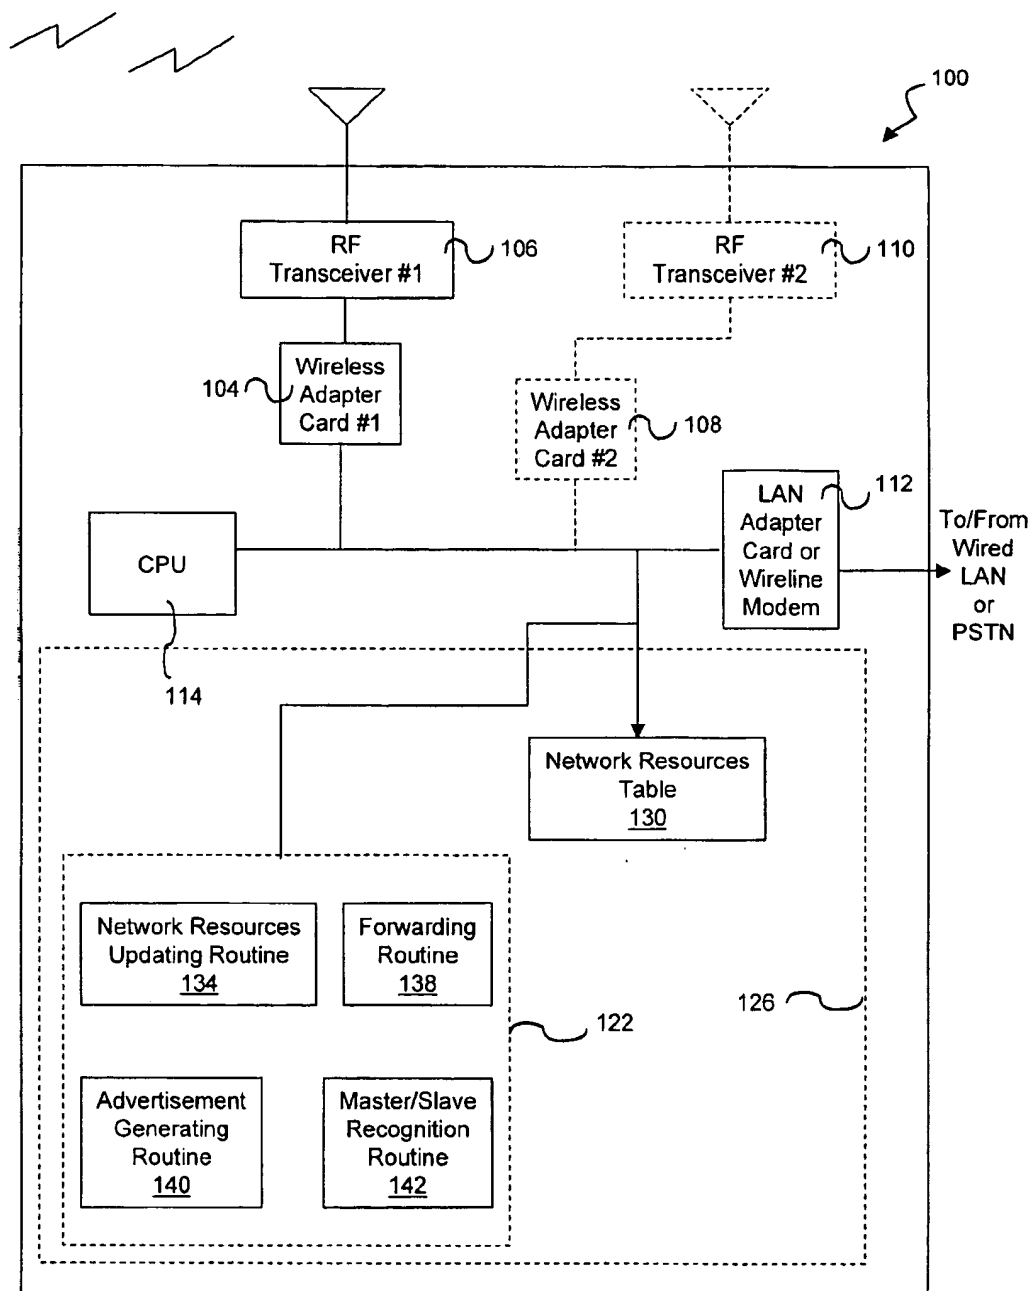 100
RF
Transceiver #1
106
RF
Transceiver #2
110
Wireless
Adapter
Card #1
104
Wireless
Adapter
Card #2
108
LAN
Adapter
Card or
Wireline
Modem
112
To/From
Wired
LAN
or
PSTN
CPU
114
Network Resources
Table
130
Network Resources
Updating Routine
134
Forwarding
Routine
138
122
126
Advertisement
Generating
Routine
140
Master/Slave
Recognition
Routine
142